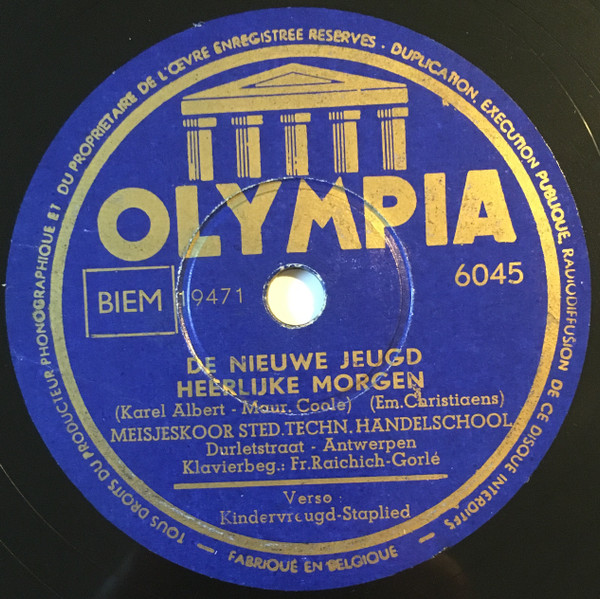 TOUS DROITS DU PRODUCTEUR PHONOGRAPHIQUE ET DU PROPRIETAIRE DE L'ŒVRE ENREGISTREE RESERVES - DUPLICATION, EXECUTION PUBLIQUE, RADIODIFFUSION DE CE DISQUE INTERDITES
OLYMPIA
BIEM 19471 6045
DE NIEUWE JEUGD
HEERLIJKE MORGEN
(Karel Albert - Maur. Coole) (Em. Christiaens)
MEISJESKOOR STED. TECHN. HANDELSCHOOL
Durletstraat - Antwerpen
Klavierbeg.: Fr. Raichich-Gorlé
Verso :
Kindervreugd-Staplied
FABRIQUÉ EN BELGIQUE